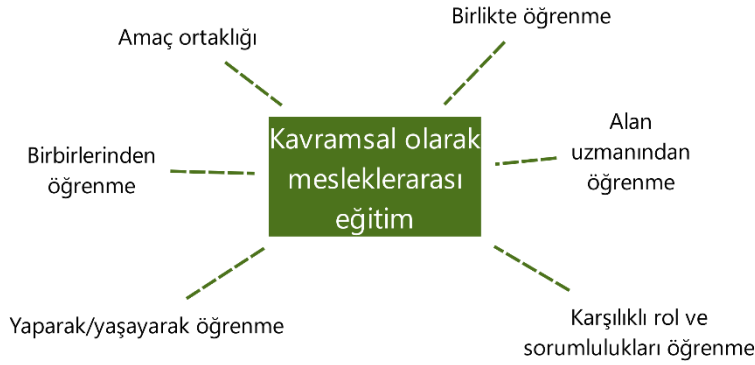 Birlikte öğrenme
Amaç ortaklığı
Kavramsal olarak
mesleklerarası
eğitim
Alan
uzmanından
öğrenme
Birbirlerinden
öğrenme
Yaparak/yaşayarak öğrenme
Karşılıklı rol ve
sorumlulukları öğrenme